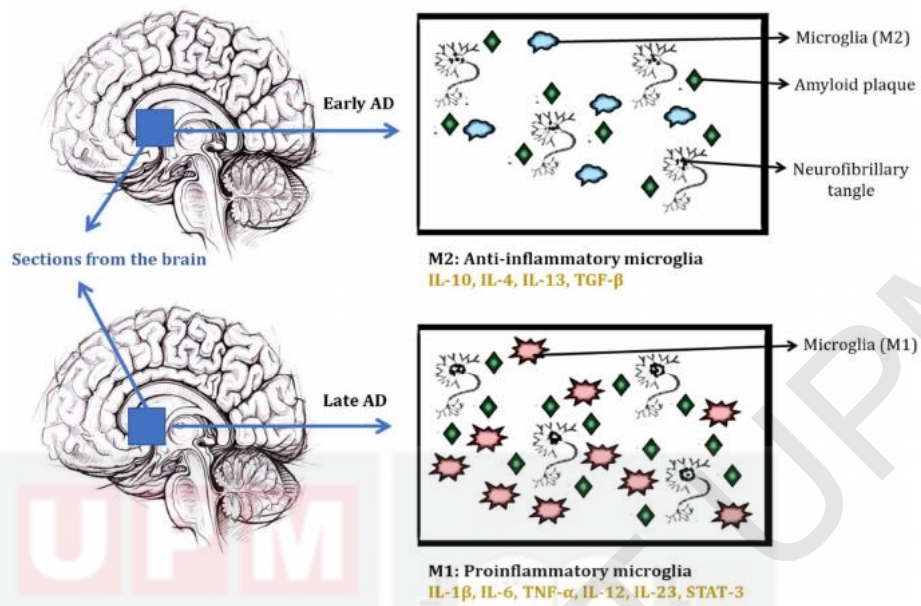 Microglia (M2)
Early AD
Amyloid plaque
Neurofibrillary
tangle
Sections from the brain
M2: Anti-inflammatory microglia
IL-10, IL-4, IL-13, TGF-β
Microglia (M1)
Late AD
UPM
M1: Proinflammatory microglia
IL-1β, IL-6, TNF-α, IL-12, IL-23, STAT-3
UPM